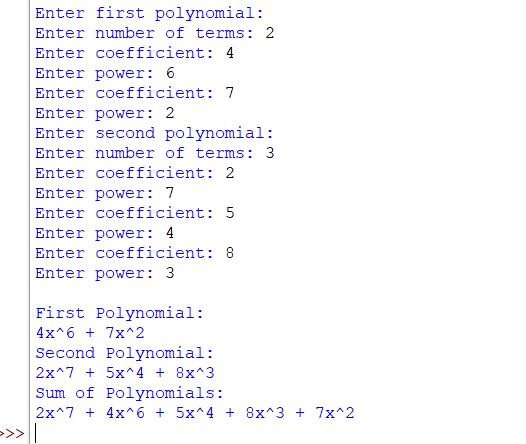 Enter first polynomial:
Enter number of terms: 2
Enter coefficient: 4
Enter power: 6
Enter coefficient: 7
Enter power: 2
Enter second polynomial:
Enter number of terms: 3
Enter coefficient: 2
Enter power: 7
Enter coefficient: 5
Enter power: 4
Enter coefficient: 8
Enter power: 3

First Polynomial:
4x^6 + 7x^2
Second Polynomial:
2x^7 + 5x^4 + 8x^3
Sum of Polynomials:
2x^7 + 4x^6 + 5x^4 + 8x^3 + 7x^2
>>>